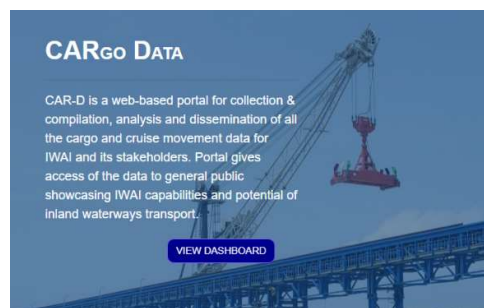 CARGO DATA
CAR-D is a web-based portal for collection &
compilation, analysis and dissemination of all
the cargo and cruise movement data for
IWAI and its stakeholders. Portal gives
access of the data to general public
showcasing IWAI capabilities and potential of
inland waterways transport.
VIEW DASHBOARD